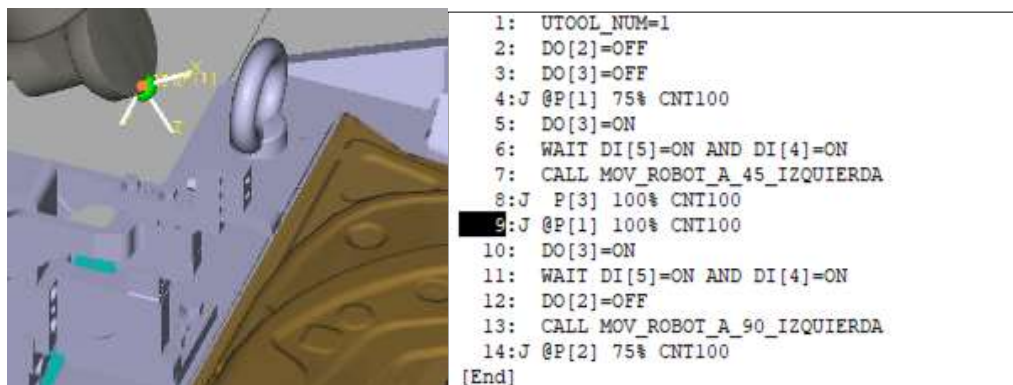 1: UTOOL_NUM=1
2: DO[2]=OFF
3: DO[3]=OFF
4:J @P[1] 75% CNT100
5: DO[3]=ON
6: WAIT DI[5]=ON AND DI[4]=ON
7: CALL MOV_ROBOT_A_45_IZQUIERDA
8:J P[3] 100% CNT100
9:J @P[1] 100% CNT100
10: DO[3]=ON
11: WAIT DI[5]=ON AND DI[4]=ON
12: DO[2]=OFF
13: CALL MOV_ROBOT_A_90_IZQUIERDA
14:J @P[2] 75% CNT100
[End]